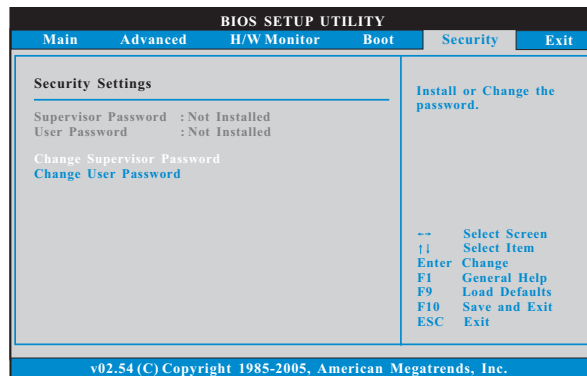 BIOS SETUP UTILITY
Main Advanced H/W Monitor Boot Security Exit
Security Settings
Supervisor Password : Not Installed
User Password : Not Installed
Change Supervisor Password
Change User Password
Install or Change the
password.
←→ Select Screen
↑↓ Select Item
Enter Change
F1 General Help
F9 Load Defaults
F10 Save and Exit
ESC Exit
v02.54 (C) Copyright 1985-2005, American Megatrends, Inc.